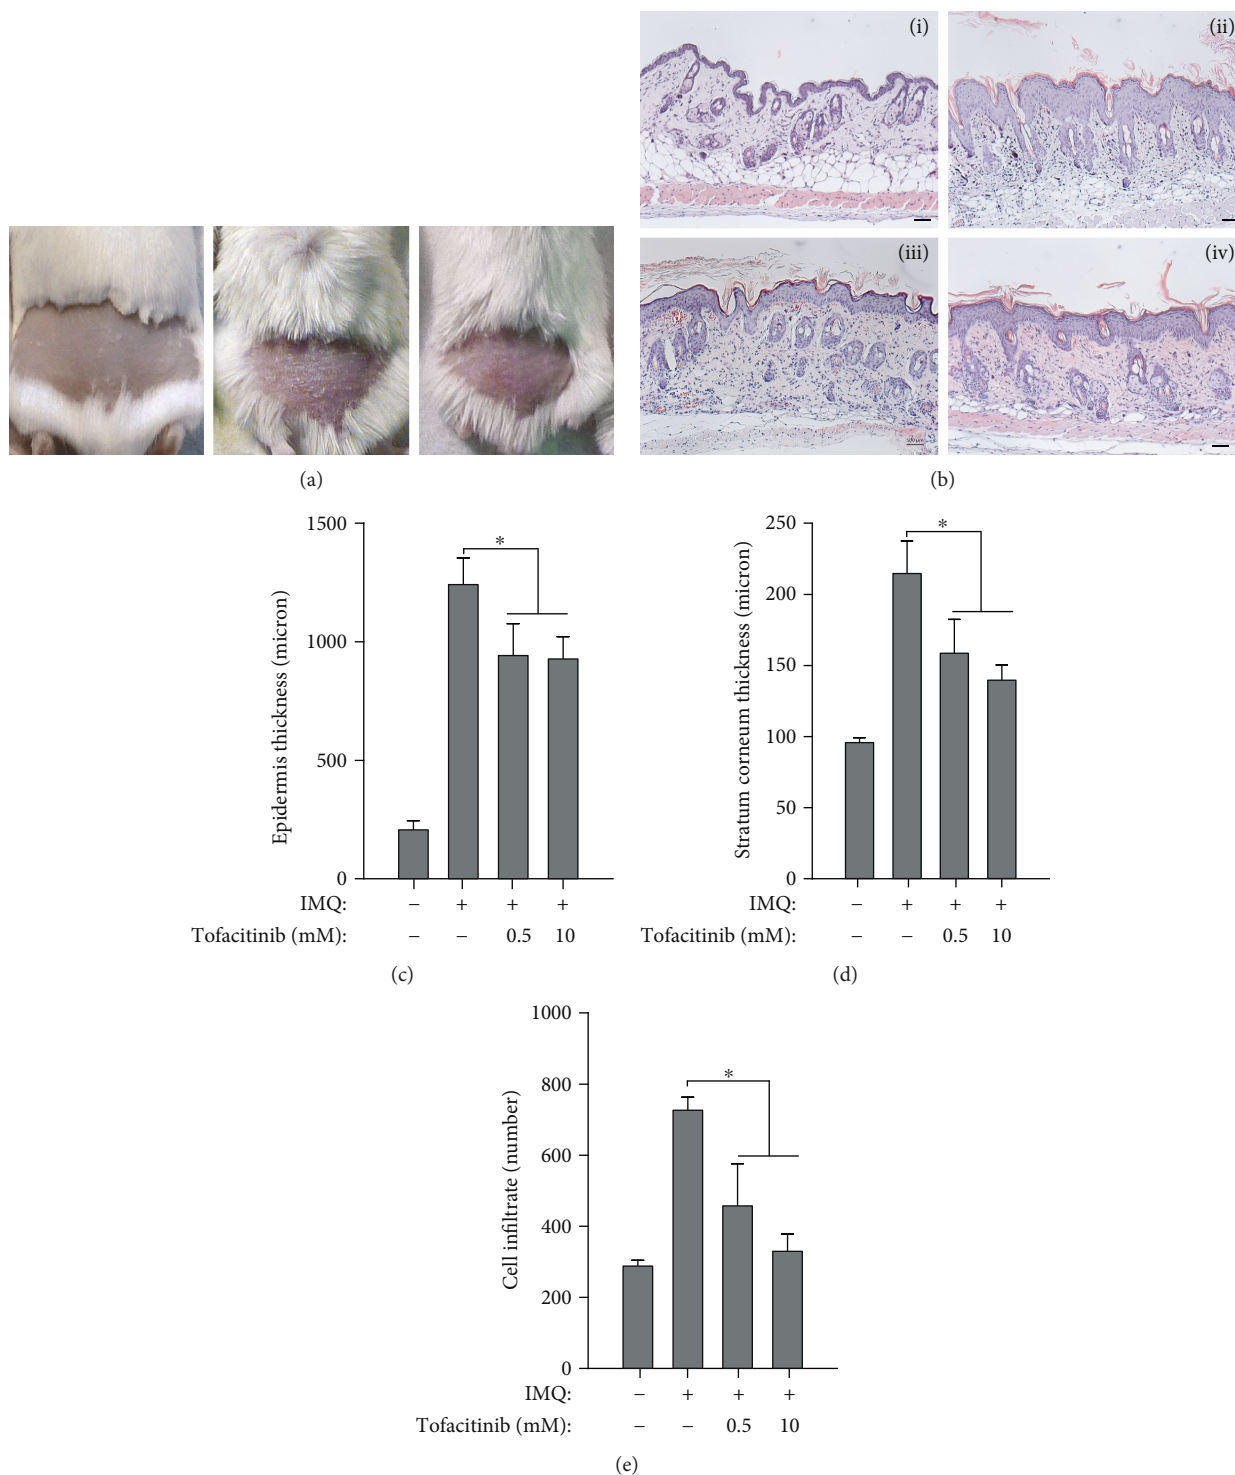 (i)
(ii)
(iii)
(iv)
(a)
(b)
1500
1000
500
0
Epidermis thickness (micron)
*
IMQ: − + + +
Tofacitinib (mM): − − 0.5 10
(c)
250
200
150
100
50
0
Stratum corneum thickness (micron)
*
IMQ: − + + +
Tofacitinib (mM): − − 0.5 10
(d)
1000
800
600
400
200
0
Cell infiltrate (number)
*
IMQ: − + + +
Tofacitinib (mM): − − 0.5 10
(e)